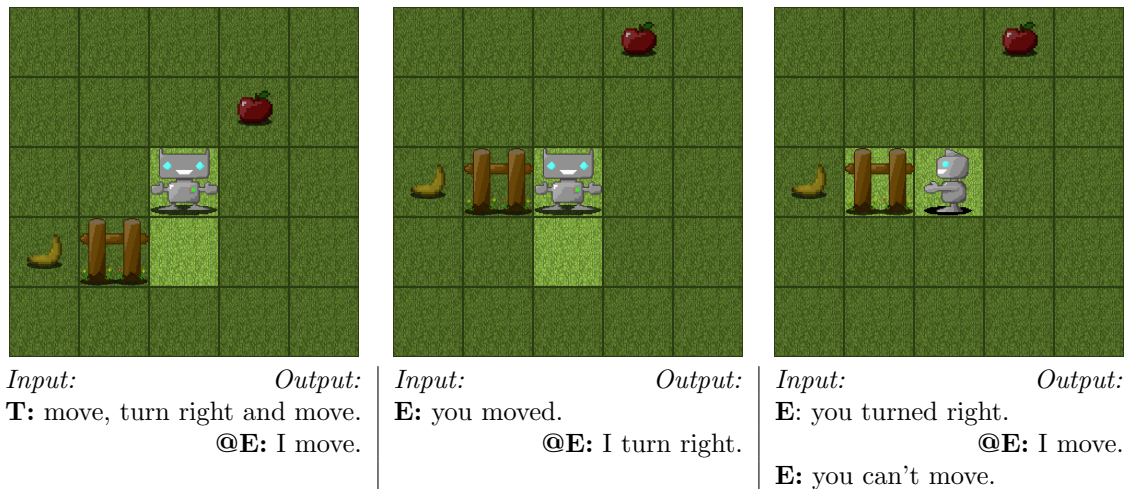 Input: Output:
T: move, turn right and move.
@E: I move.
Input: Output:
E: you moved.
@E: I turn right.
Input: Output:
E: you turned right.
@E: I move.
E: you can't move.